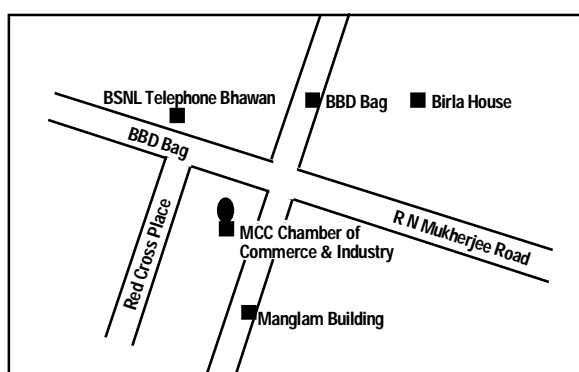 BSNL Telephone Bhawan
BBD Bag
Birla House
BBD Bag
Red Cross Place
MCC Chamber of
Commerce & Industry
R N Mukherjee Road
Manglam Building